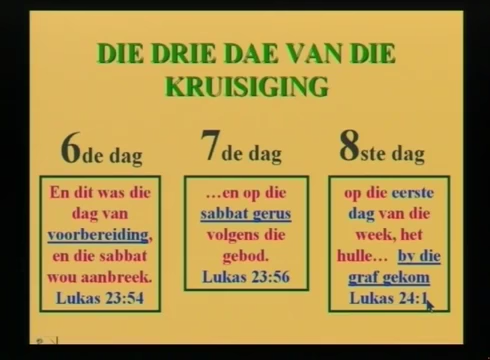 DIE DRIE DAE VAN DIE
KRUISIGING
6de dag
En dit was die
dag van
voorbereiding,
en die sabbat
wou aanbreek.
Lukas 23:54
7de dag
...en op die
sabbat gerus
volgens die
gebod.
Lukas 23:56
8ste dag
op die eerste
dag van die
week, het
hulle... by die
graf gekom
Lukas 24:1